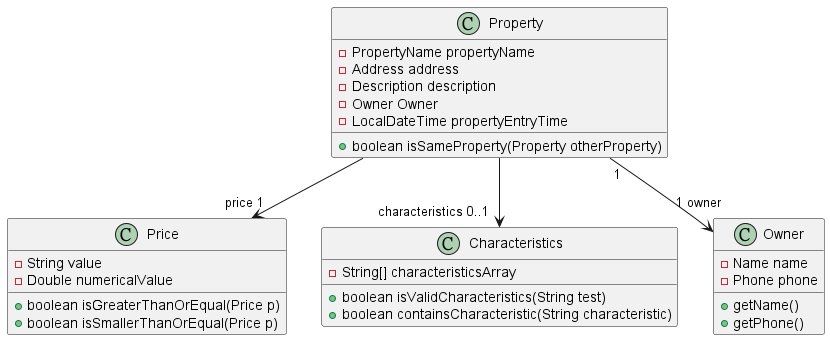 C Property
PropertyName propertyName
Address address
Description description
Owner Owner
LocalDateTime propertyEntryTime
boolean isSameProperty(Property otherProperty)
price 1
characteristics 0..1
1
1 owner
C Price
String value
Double numericalValue
boolean isGreaterThanOrEqual(Price p)
boolean isSmallerThanOrEqual(Price p)
C Characteristics
String[] characteristicsArray
boolean isValidCharacteristics(String test)
boolean containsCharacteristic(String characteristic)
C Owner
Name name
Phone phone
getName()
getPhone()